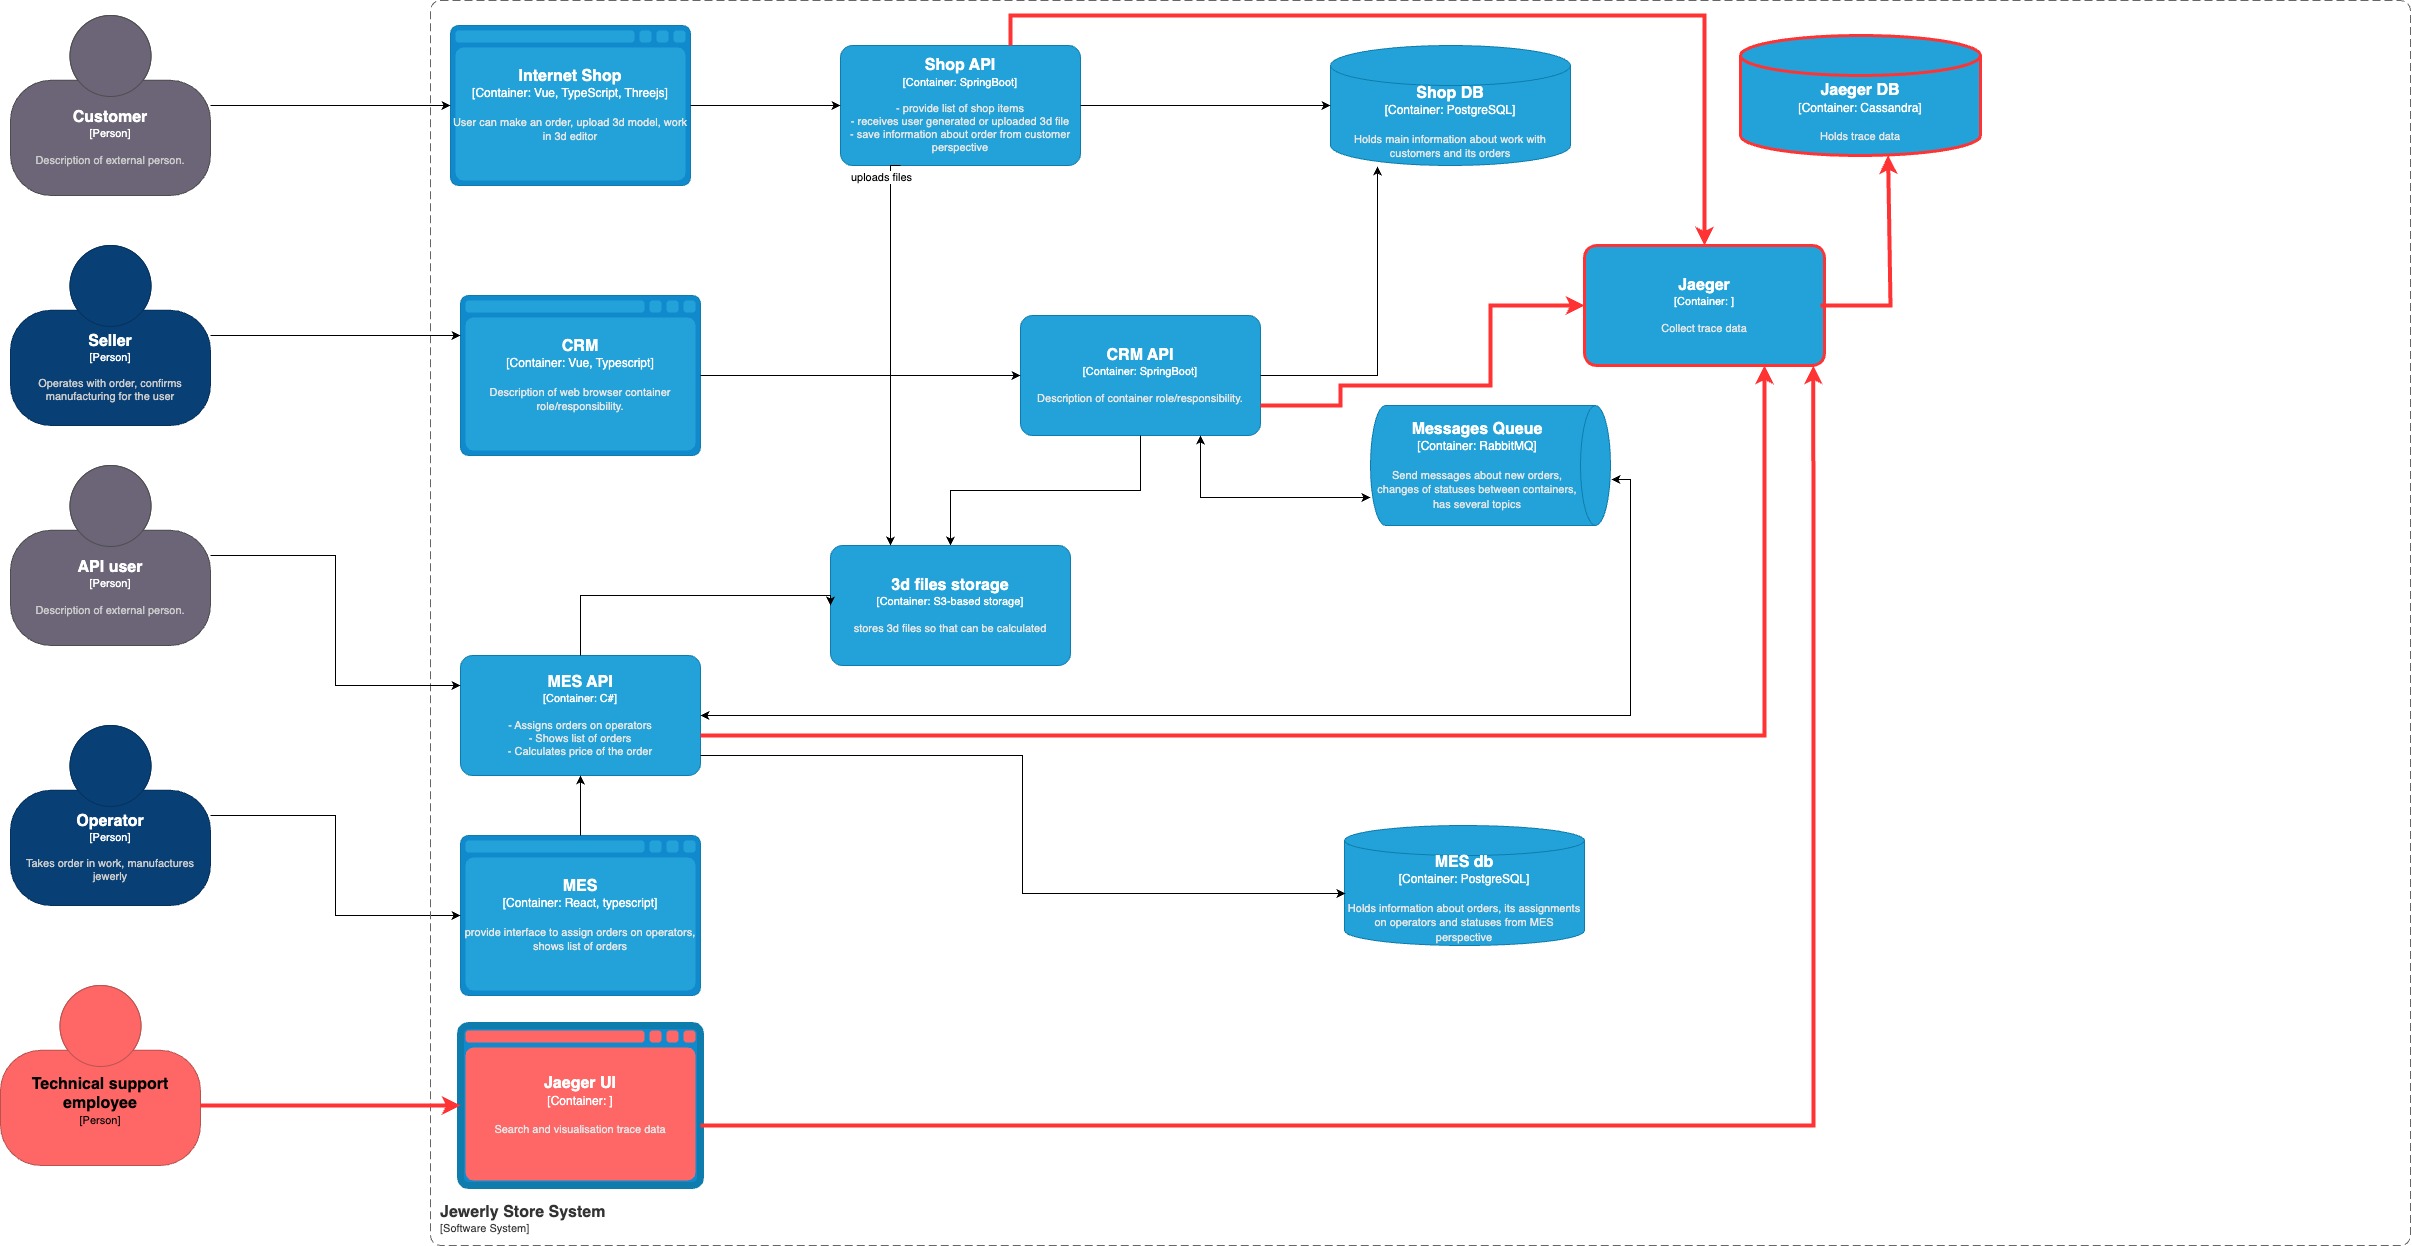 Customer
[Person]
Description of external person.
Internet Shop
[Container: Vue, TypeScript, Threejs]
User can make an order, upload 3d model, work
in 3d editor
Shop API
[Container: SpringBoot]
- provide list of shop items
- receives user generated or uploaded 3d file
- save information about order from customer
perspective
uploads files
Shop DB
[Container: PostgreSQL]
Holds main information about work with
customers and its orders
Jaeger DB
[Container: Cassandra]
Holds trace data
Seller
[Person]
Operates with order, confirms
manufacturing for the user
CRM
[Container: Vue, Typescript]
Description of web browser container
role/responsibility.
CRM API
[Container: SpringBoot]
Description of container role/responsibility.
Jaeger
[Container: ]
Collect trace data
Messages Queue
[Container: RabbitMQ]
Send messages about new orders,
changes of statuses between containers,
has several topics
API user
[Person]
Description of external person.
3d files storage
[Container: S3-based storage]
stores 3d files so that can be calculated
MES API
[Container: C#]
- Assigns orders on operators
- Shows list of orders
- Calculates price of the order
Operator
[Person]
Takes order in work, manufactures
jewerly
MES
[Container: React, typescript]
provide interface to assign orders on operators,
shows list of orders
MES db
[Container: PostgreSQL]
Holds information about orders, its assignments
on operators and statuses from MES
perspective
Technical support
employee
[Person]
Jaeger UI
[Container: ]
Search and visualisation trace data
Jewerly Store System
[Software System]